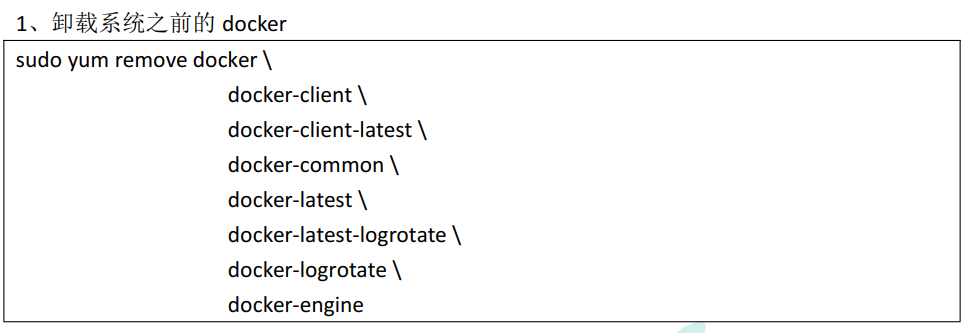 1、卸载系统之前的 docker
sudo yum remove docker \
docker-client \
docker-client-latest \
docker-common \
docker-latest \
docker-latest-logrotate \
docker-logrotate \
docker-engine